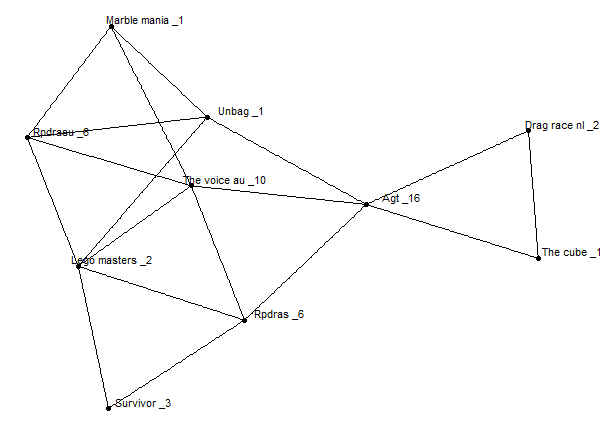 Marble mania _1
Unbag _1
Drag race nl _2
Rpdrasu _6
The voice au _10
Agt _16
The cube _1
Lego masters _2
Rpdras _6
Survivor _3